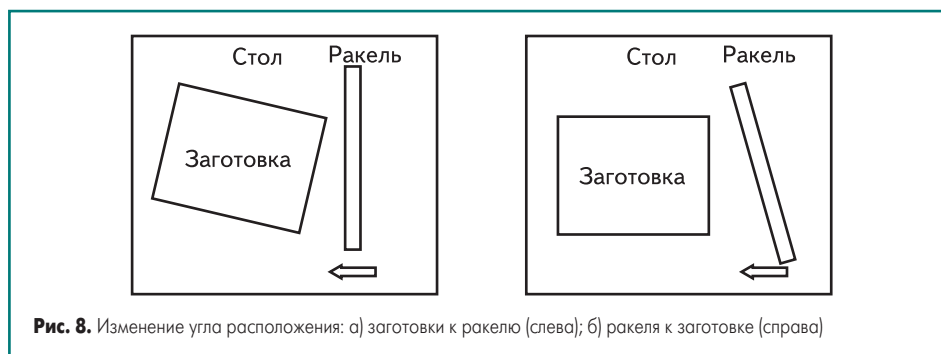 Стол Ракель
Заготовка
Стол Ракель
Заготовка
Рис. 8. Изменение угла расположения: а) заготовки к ракелю (слева); б) ракеля к заготовке (справа)